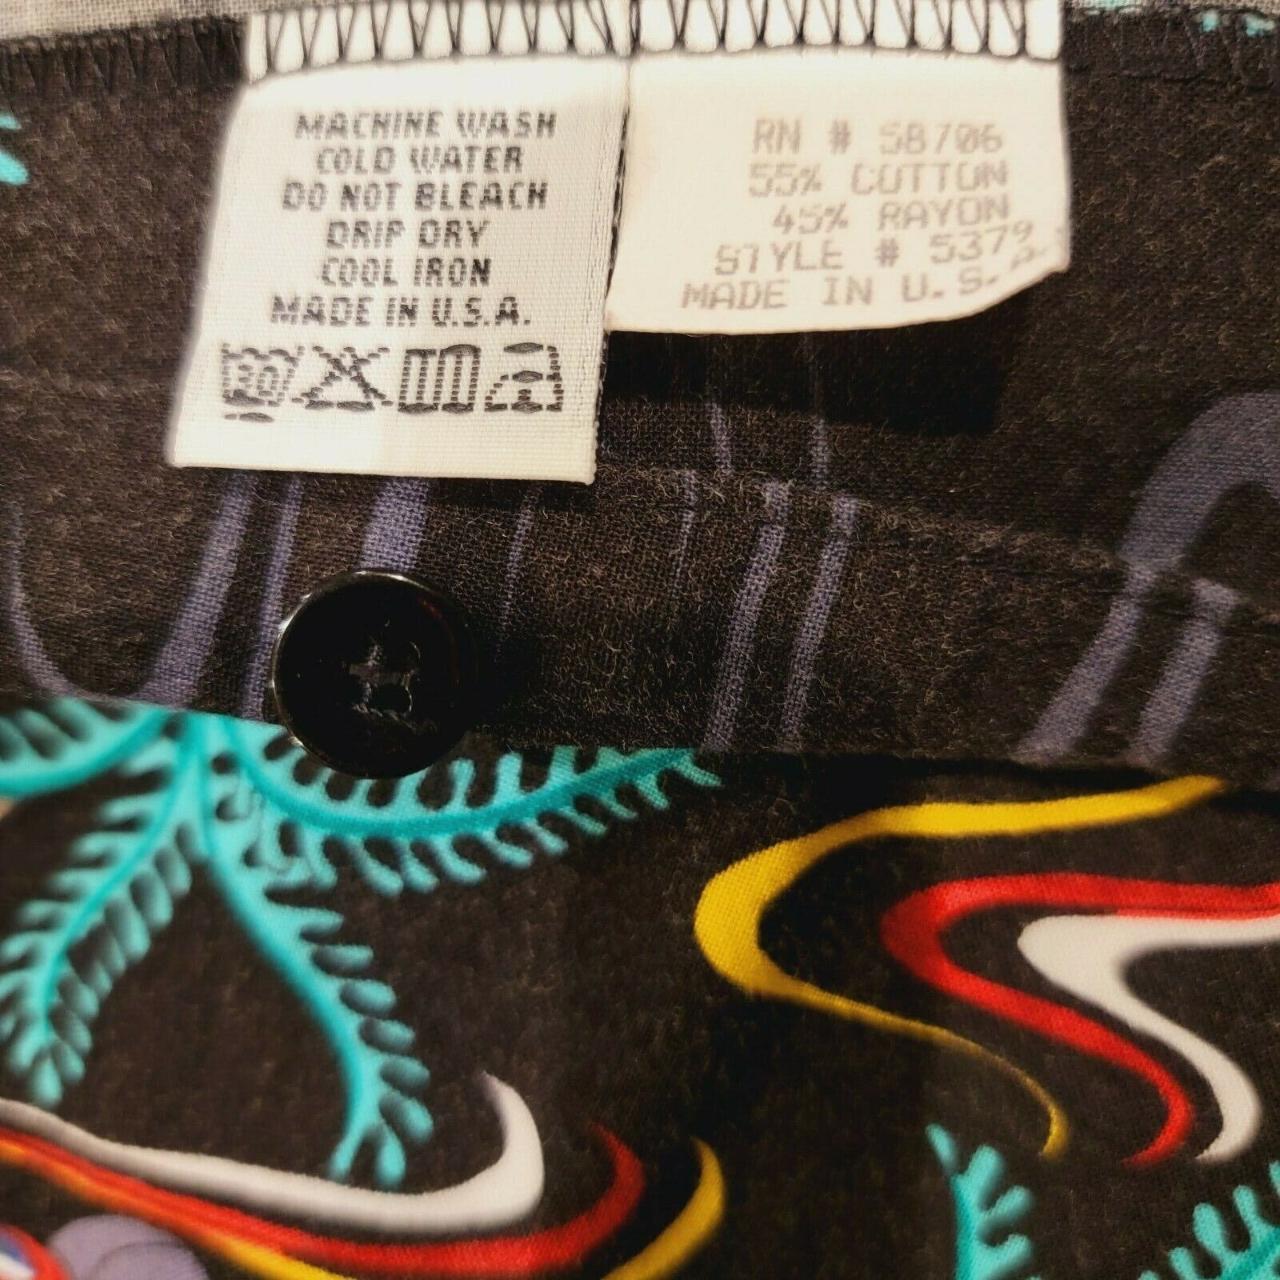 MACHINE WASH
COLD WATER
DO NOT BLEACH
DRIP DRY
COOL IRON
MADE IN U.S.A.
30
RN # 58706
55% COTTON
45% RAYON
STYLE # 5379
MADE IN U.S.A.